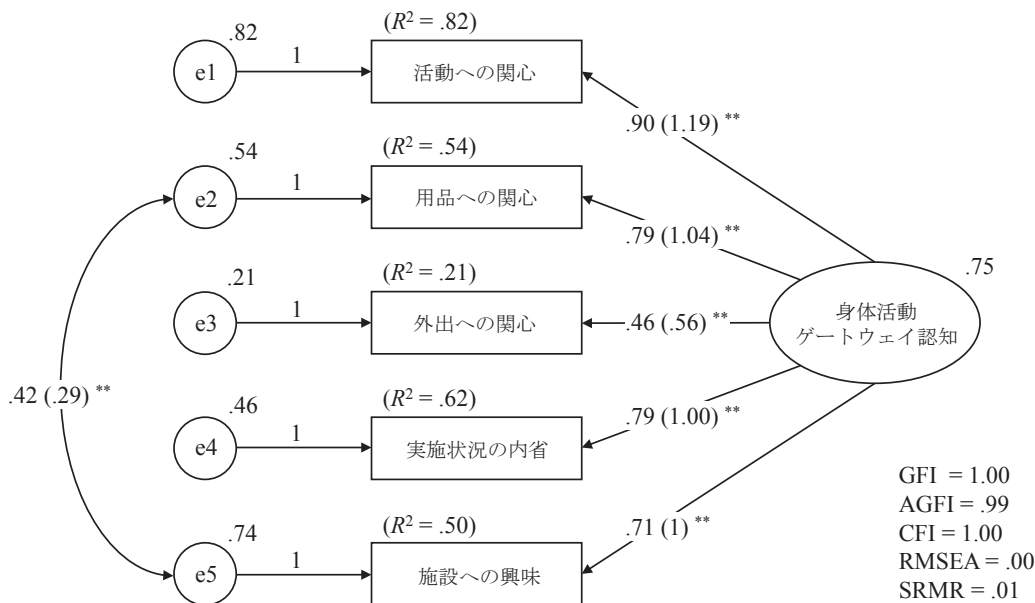 .82
(R² = .82)
e1
1
活動への関心
.90 (1.19) **
.54
(R² = .54)
e2
1
用品への関心
.79 (1.04) **
.75
.21
(R² = .21)
e3
1
外出への関心
.46 (.56) **
身体活動
ゲートウェイ認知
.42 (.29) **
.46
(R² = .62)
e4
1
実施状況の内省
.79 (1.00) **
.74
(R² = .50)
e5
1
施設への興味
.71 (1) **
GFI = 1.00
AGFI = .99
CFI = 1.00
RMSEA = .00
SRMR = .01